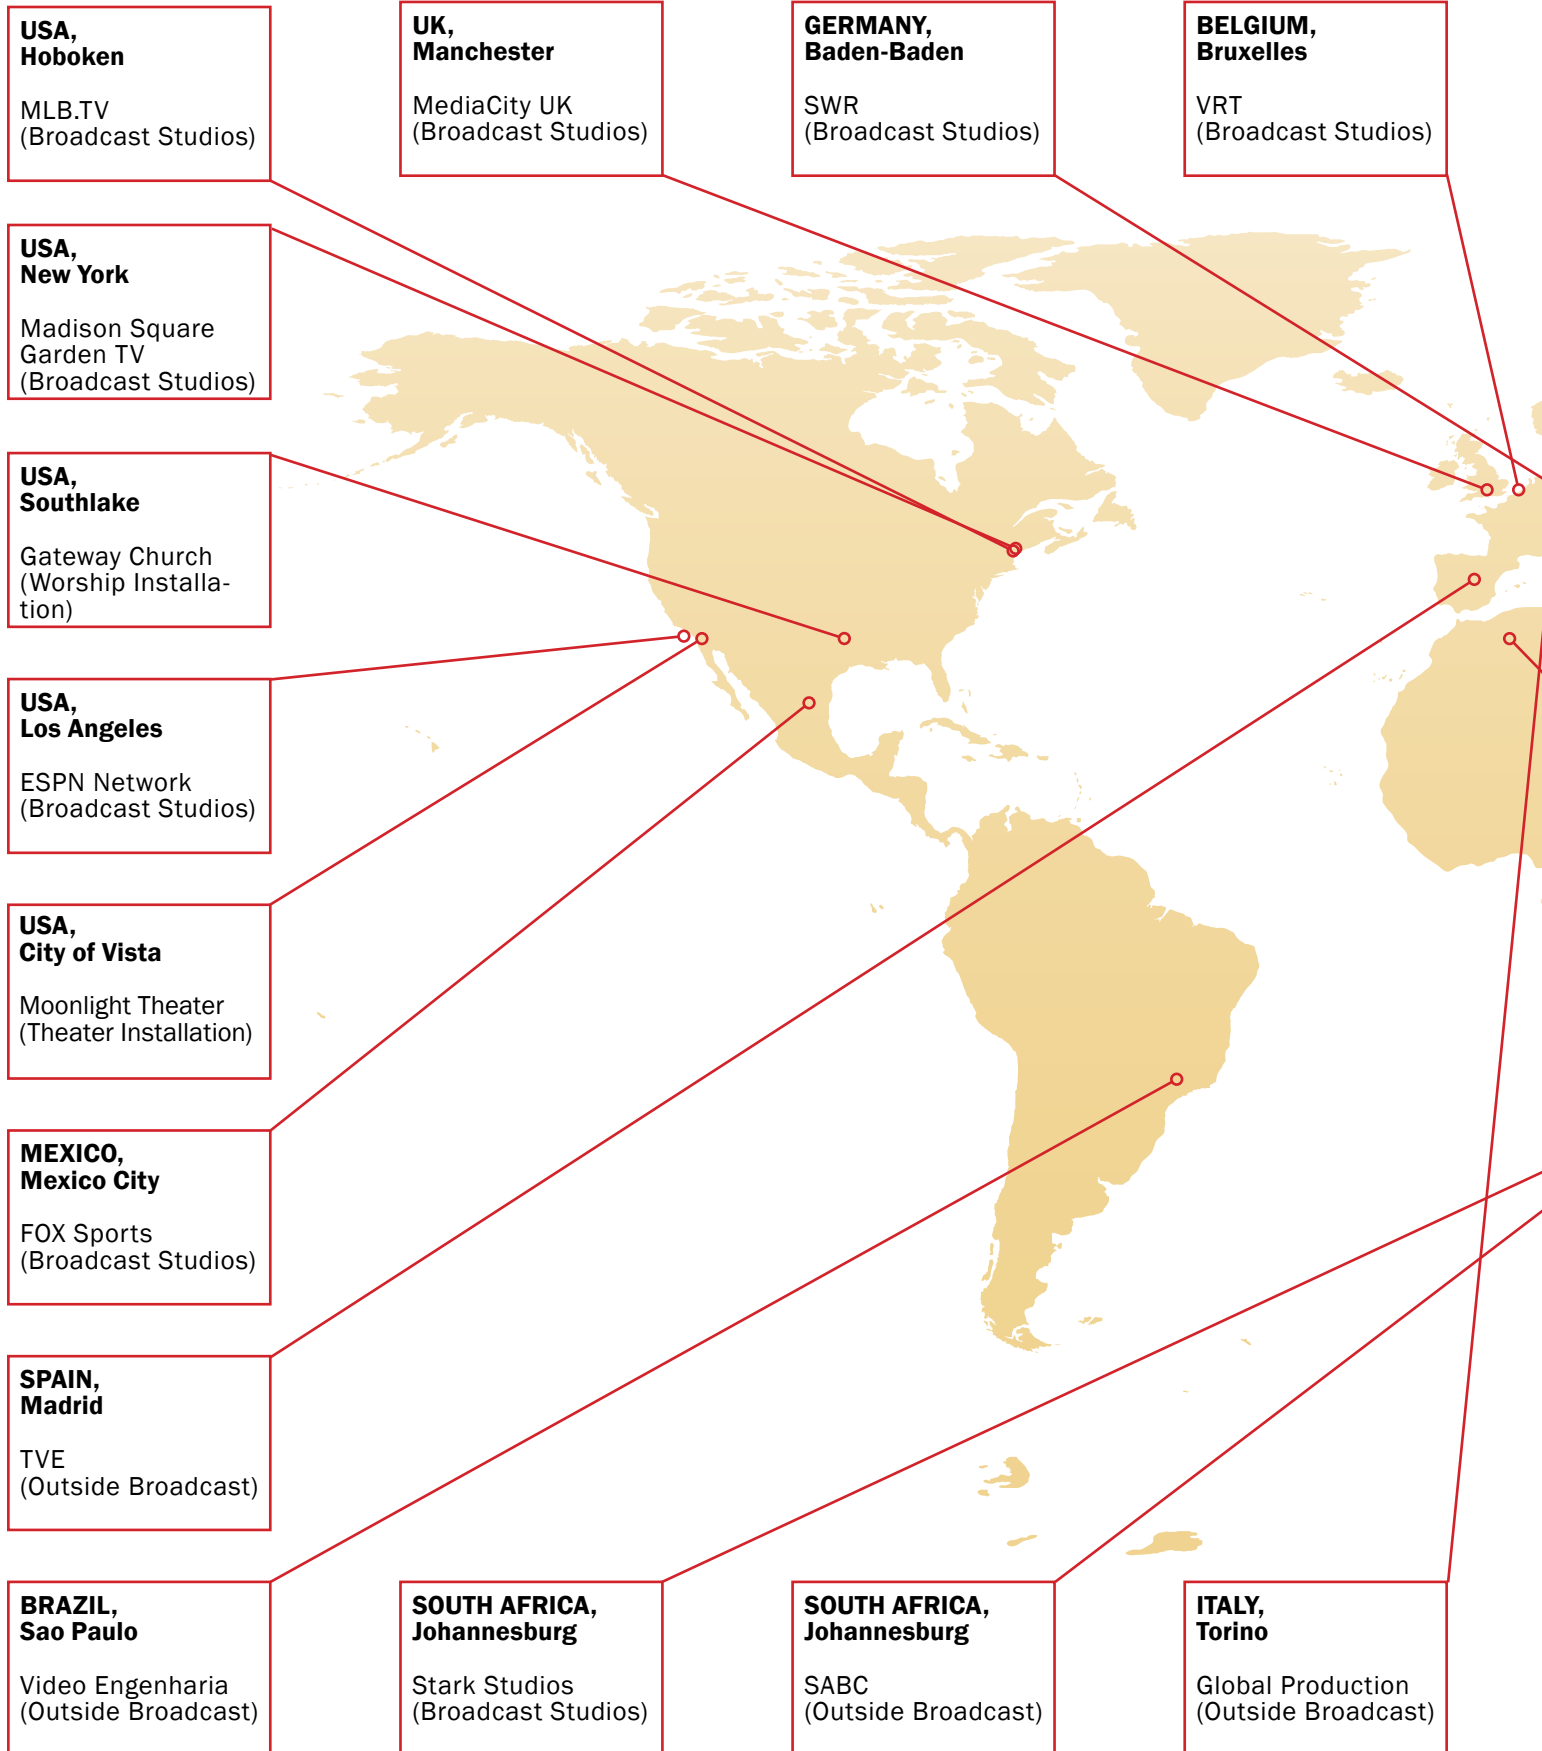 USA,
Hoboken
MLB.TV
(Broadcast Studios)
UK,
Manchester
MediaCity UK
(Broadcast Studios)
GERMANY,
Baden-Baden
SWR
(Broadcast Studios)
BELGIUM,
Bruxelles
VRT
(Broadcast Studios)
USA,
New York
Madison Square
Garden TV
(Broadcast Studios)
USA,
Southlake
Gateway Church
(Worship Installa-
tion)
USA,
Los Angeles
ESPN Network
(Broadcast Studios)
USA,
City of Vista
Moonlight Theater
(Theater Installation)
MEXICO,
Mexico City
FOX Sports
(Broadcast Studios)
SPAIN,
Madrid
TVE
(Outside Broadcast)
BRAZIL,
Sao Paulo
Video Engenharia
(Outside Broadcast)
SOUTH AFRICA,
Johannesburg
Stark Studios
(Broadcast Studios)
SOUTH AFRICA,
Johannesburg
SABC
(Outside Broadcast)
ITALY,
Torino
Global Production
(Outside Broadcast)